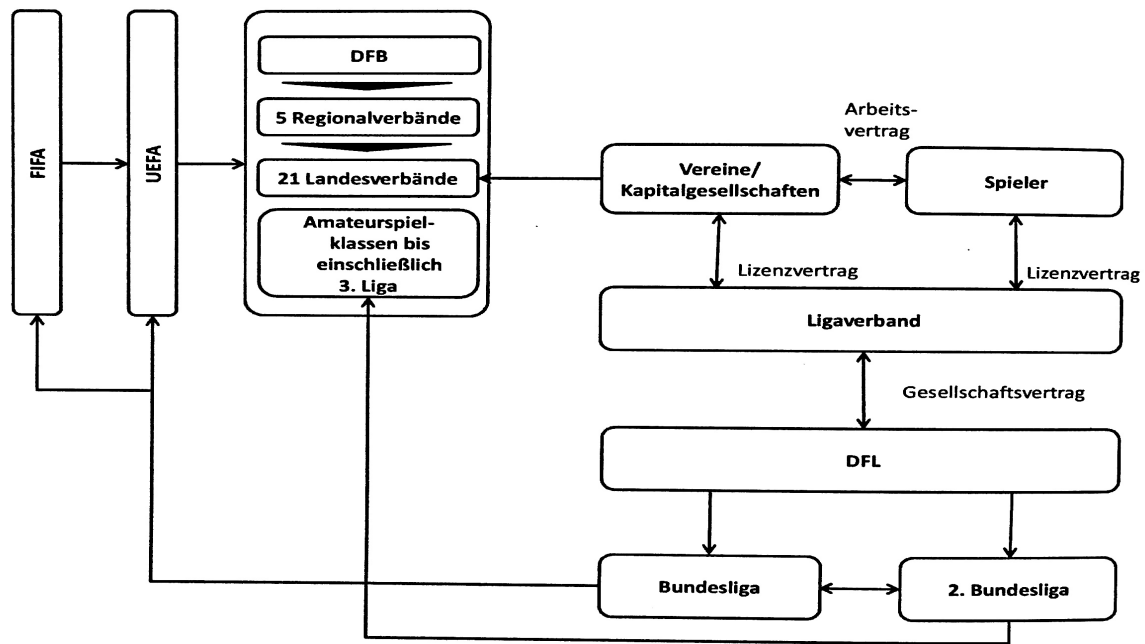 FIFA
UEFA
DFB
5 Regionalverbände
21 Landesverbände
Amateurspiel-
klassen bis
einschließlich
3. Liga
Arbeits-
vertrag
Vereine/
Kapitalgesellschaften
Spieler
Lizenzvertrag
Lizenzvertrag
Ligaverband
Gesellschaftsvertrag
DFL
Bundesliga
2. Bundesliga